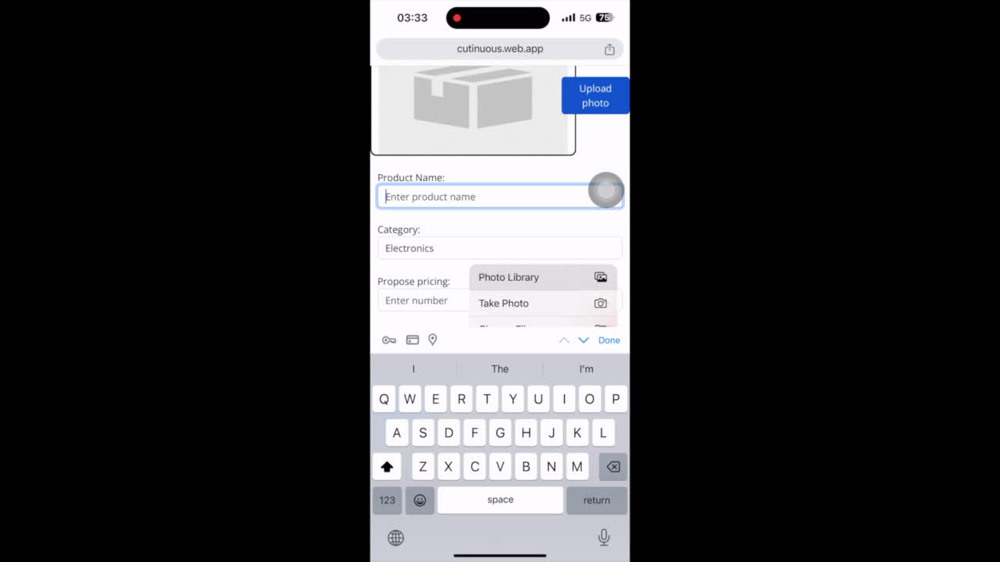 03:33
5G 75
cutinuous.web.app
Upload
photo
Product Name:
Enter product name
Category:
Electronics
Propose pricing:
Enter number
Photo Library
Take Photo
Done
I The I'm
Q W E R T Y U I O P
A S D F G H J K L
Z X C V B N M
123 space return